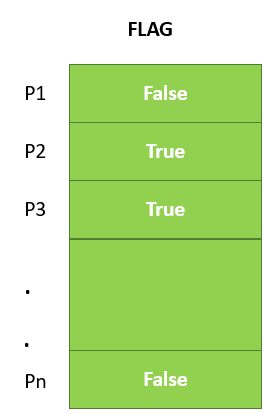 FLAG
P1 False
P2 True
P3 True
.
.
Pn False